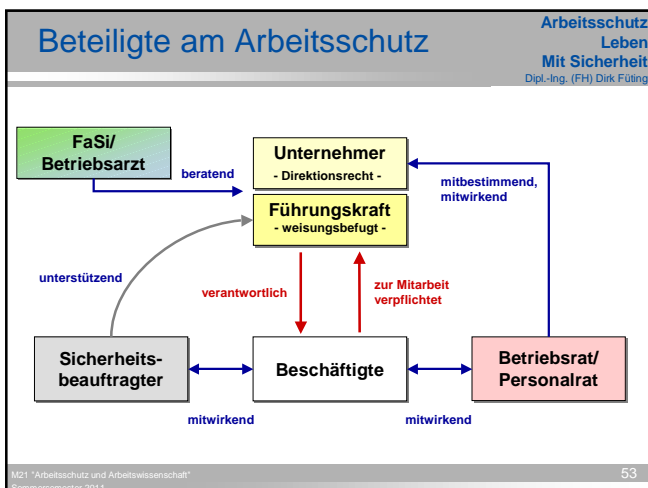 Beteiligte am Arbeitsschutz
Arbeitsschutz
Leben
Mit Sicherheit
Dipl.-Ing. (FH) Dirk Füting
FaSi/
Betriebsarzt
beratend
Unternehmer
- Direktionsrecht -
Führungskraft
- weisungsbefugt -
mitbestimmend,
mitwirkend
unterstützend
verantwortlich
zur Mitarbeit
verpflichtet
Sicherheits-
beauftragter
Beschäftigte
Betriebsrat/
Personalrat
mitwirkend
mitwirkend
M21 "Arbeitsschutz und Arbeitswissenschaft"
Sommersemester 2011
53